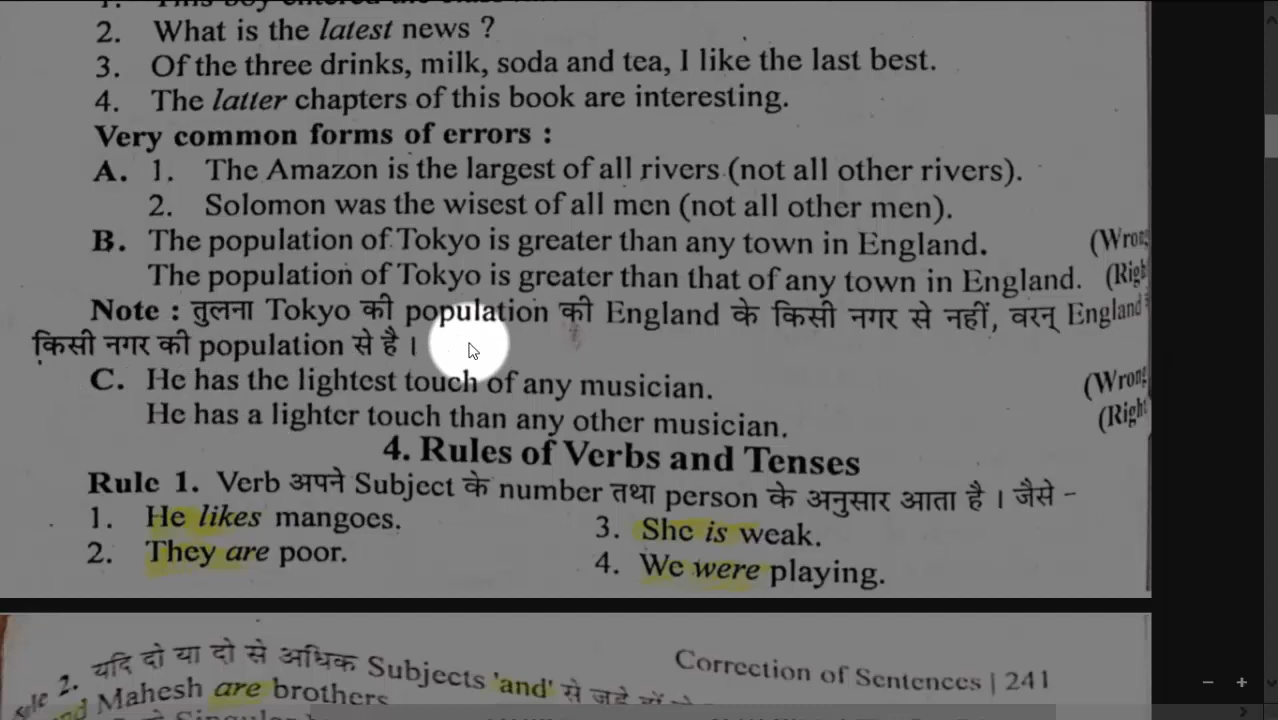 2. What is the latest news ?
3. Of the three drinks, milk, soda and tea, I like the last best.
4. The latter chapters of this book are interesting.
Very common forms of errors :
A. 1. The Amazon is the largest of all rivers (not all other rivers).
2. Solomon was the wisest of all men (not all other men).
B. The population of Tokyo is greater than any town in England. (Wrong
The population of Tokyo is greater than that of any town in England. (Righ
Note : तुलना Tokyo की population की England के किसी नगर से नहीं, वरन् England
किसी नगर की population से है ।
C. He has the lightest touch of any musician. (Wrong
He has a lighter touch than any other musician. (Right
4. Rules of Verbs and Tenses
Rule 1. Verb अपने Subject के number तथा person के अनुसार आता है । जैसे -
1. He likes mangoes. 3. She is weak.
2. They are poor. 4. We were playing.
Correction of Sentences | 241
2. यदि दो या दो से अधिक Subjects 'and' से जुड़े
Mahesh are brothers